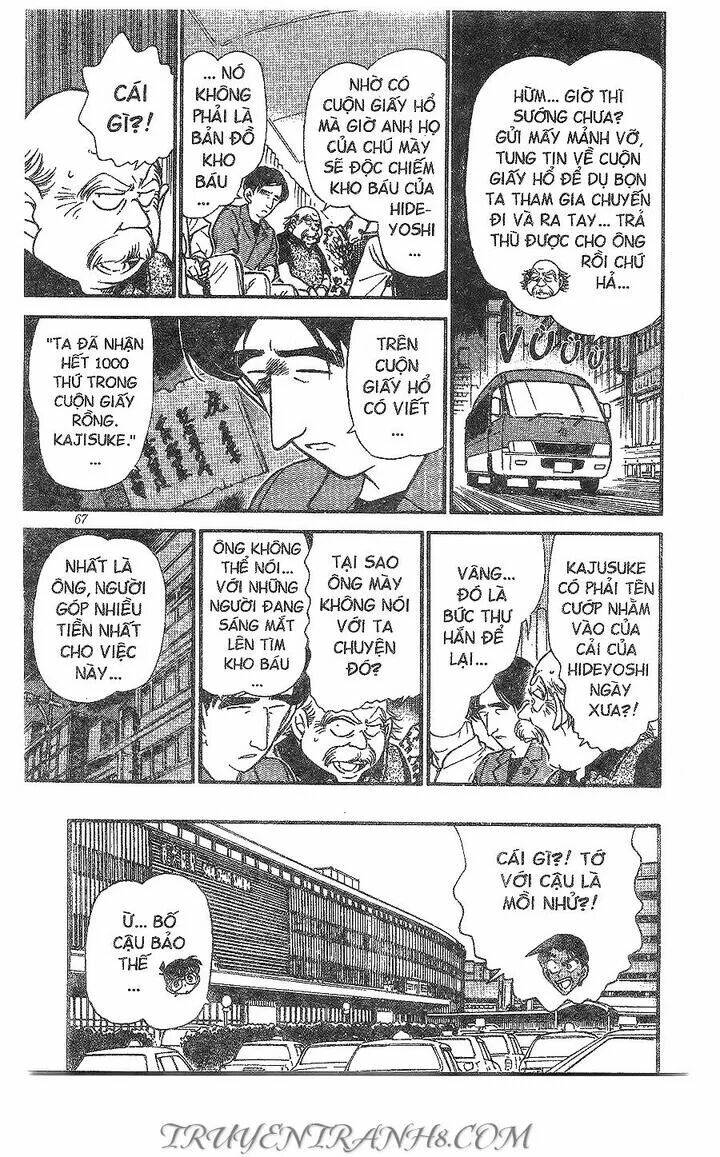 HỪM... GIỜ THÌ
SƯỚNG CHƯA?
GỬI MẤY MẢNH VỠ,
TUNG TIN VỀ CUỘN
GIẤY HỔ ĐỂ DỤ BỌN
TA THAM GIA CHUYẾN
ĐI VÀ RA TAY... TRẢ
THÙ ĐƯỢC CHO ÔNG
RỒI CHỨ
HẢ...
VÙÙÙ
NHỜ CÓ
CUỘN GIẤY HỔ
MÀ GIỜ ANH HỌ
CỦA CHÚ MÀY
SẼ ĐỘC CHIẾM
KHO BÁU CỦA
HIDE-
YOSHI
...
... NÓ
KHÔNG
PHẢI LÀ
BẢN ĐỒ
KHO
BÁU
...
CÁI
GÌ?!
TRÊN
CUỘN
GIẤY HỔ
CÓ VIẾT
...
"TA ĐÃ NHẬN
HẾT 1000
THỨ TRONG
CUỘN GIẤY
RỒNG.
KAJISUKE."
...
67
KAJUSUKE
CÓ PHẢI TÊN
CƯỚP NHẰM
VÀO CỦA
CẢI CỦA
HIDEYOSHI
NGÀY
XƯA?!
VÂNG...
ĐÓ LÀ
BỨC THƯ
HẮN ĐỂ
LẠI...
TẠI SAO
ÔNG MÀY
KHÔNG NÓI
VỚI TA
CHUYỆN
ĐÓ?
ÔNG KHÔNG
THỂ NÓI...
...VỚI NHỮNG
NGƯỜI ĐANG
SÁNG MẮT
LÊN TÌM
KHO BÁU
...
NHẤT LÀ
ÔNG, NGƯỜI
GÓP NHIỀU
TIỀN NHẤT
CHO VIỆC
NÀY...
CÁI GÌ?! TỚ
VỚI CẬU LÀ
MỒI NHỬ?!
Ừ... BỐ
CẬU BẢO
THẾ
...
TRUYENTRANH8.COM